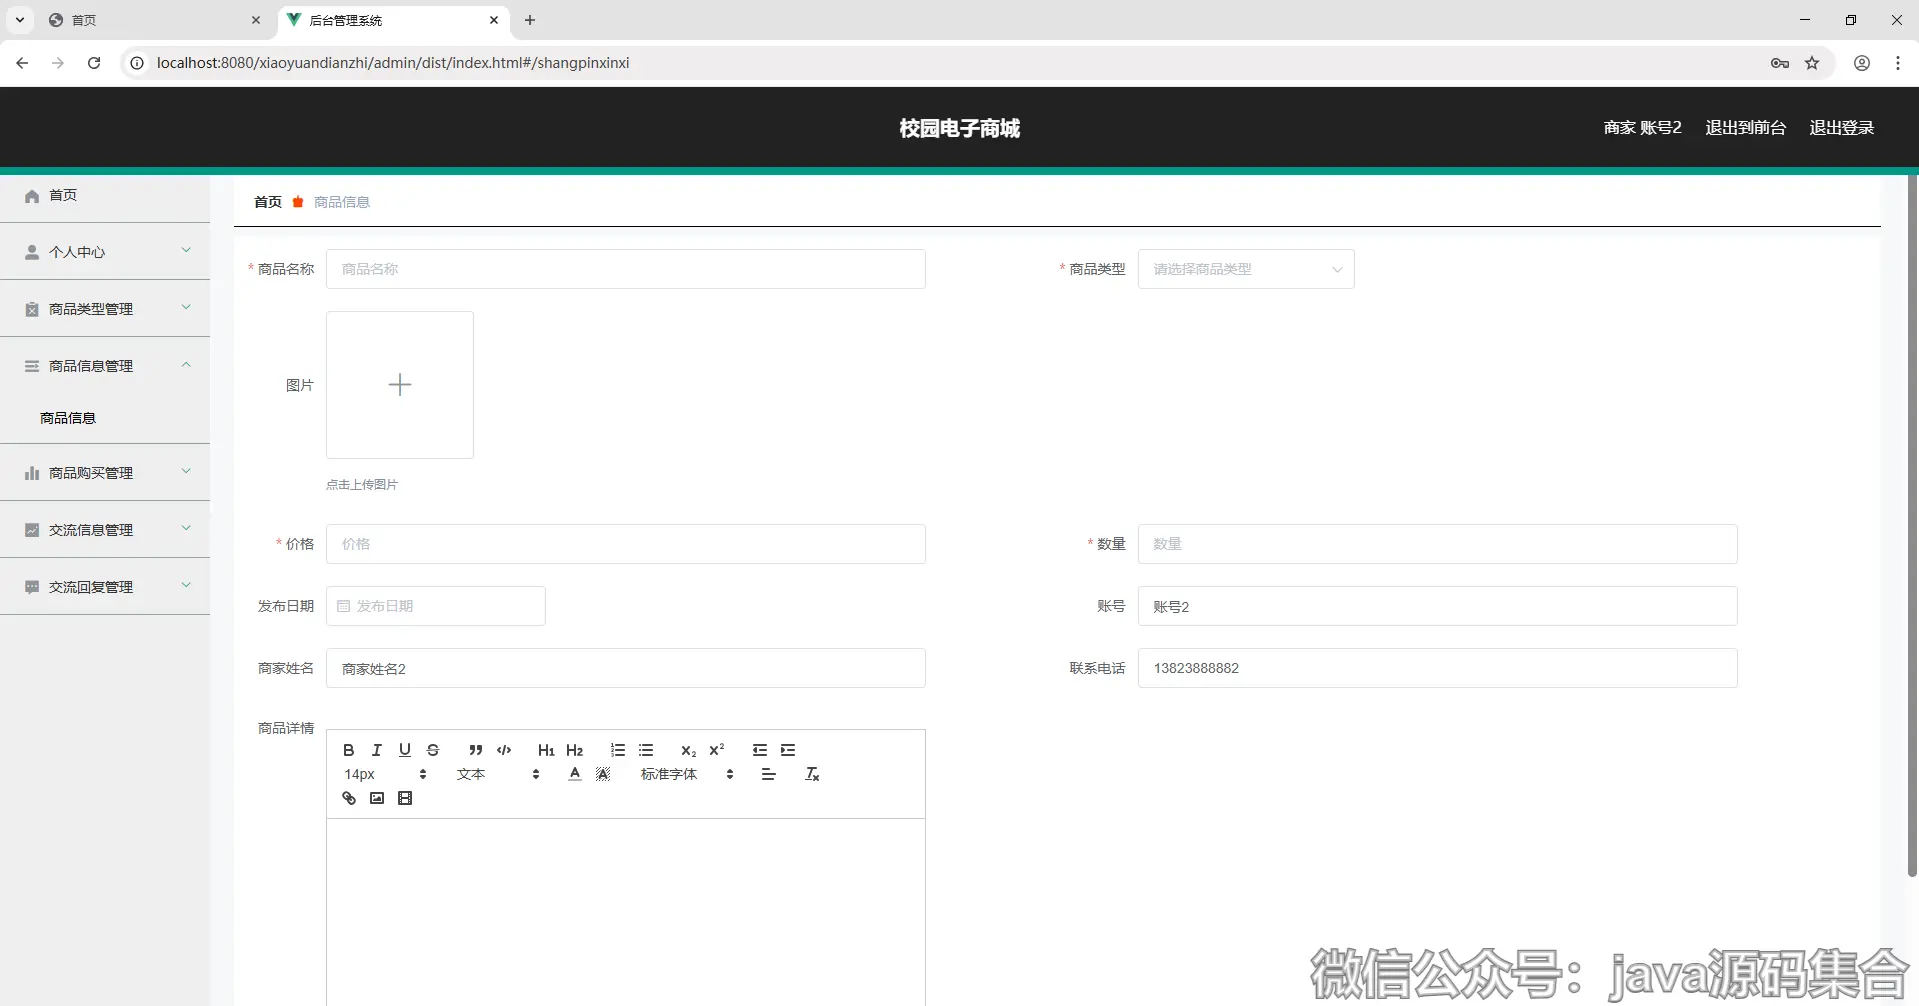 首页
后台管理系统
localhost:8080/xiaoyuandianzhi/admin/dist/index.html#/shangpinxinxi
校园电子商城
商家 账号2 退出到前台 退出登录
首页
个人中心
商品类型管理
商品信息管理
商品信息
商品购买管理
交流信息管理
交流回复管理
首页 商品信息
* 商品名称 商品名称
* 商品类型 请选择商品类型
图片
点击上传图片
* 价格 价格
* 数量 数量
发布日期 发布日期
账号 账号2
商家姓名 商家姓名2
联系电话 13823888882
商品详情
B I U S H1 H2 X2 X2
14px 文本 A A 标准字体 Tx
微信公众号：java源码集合